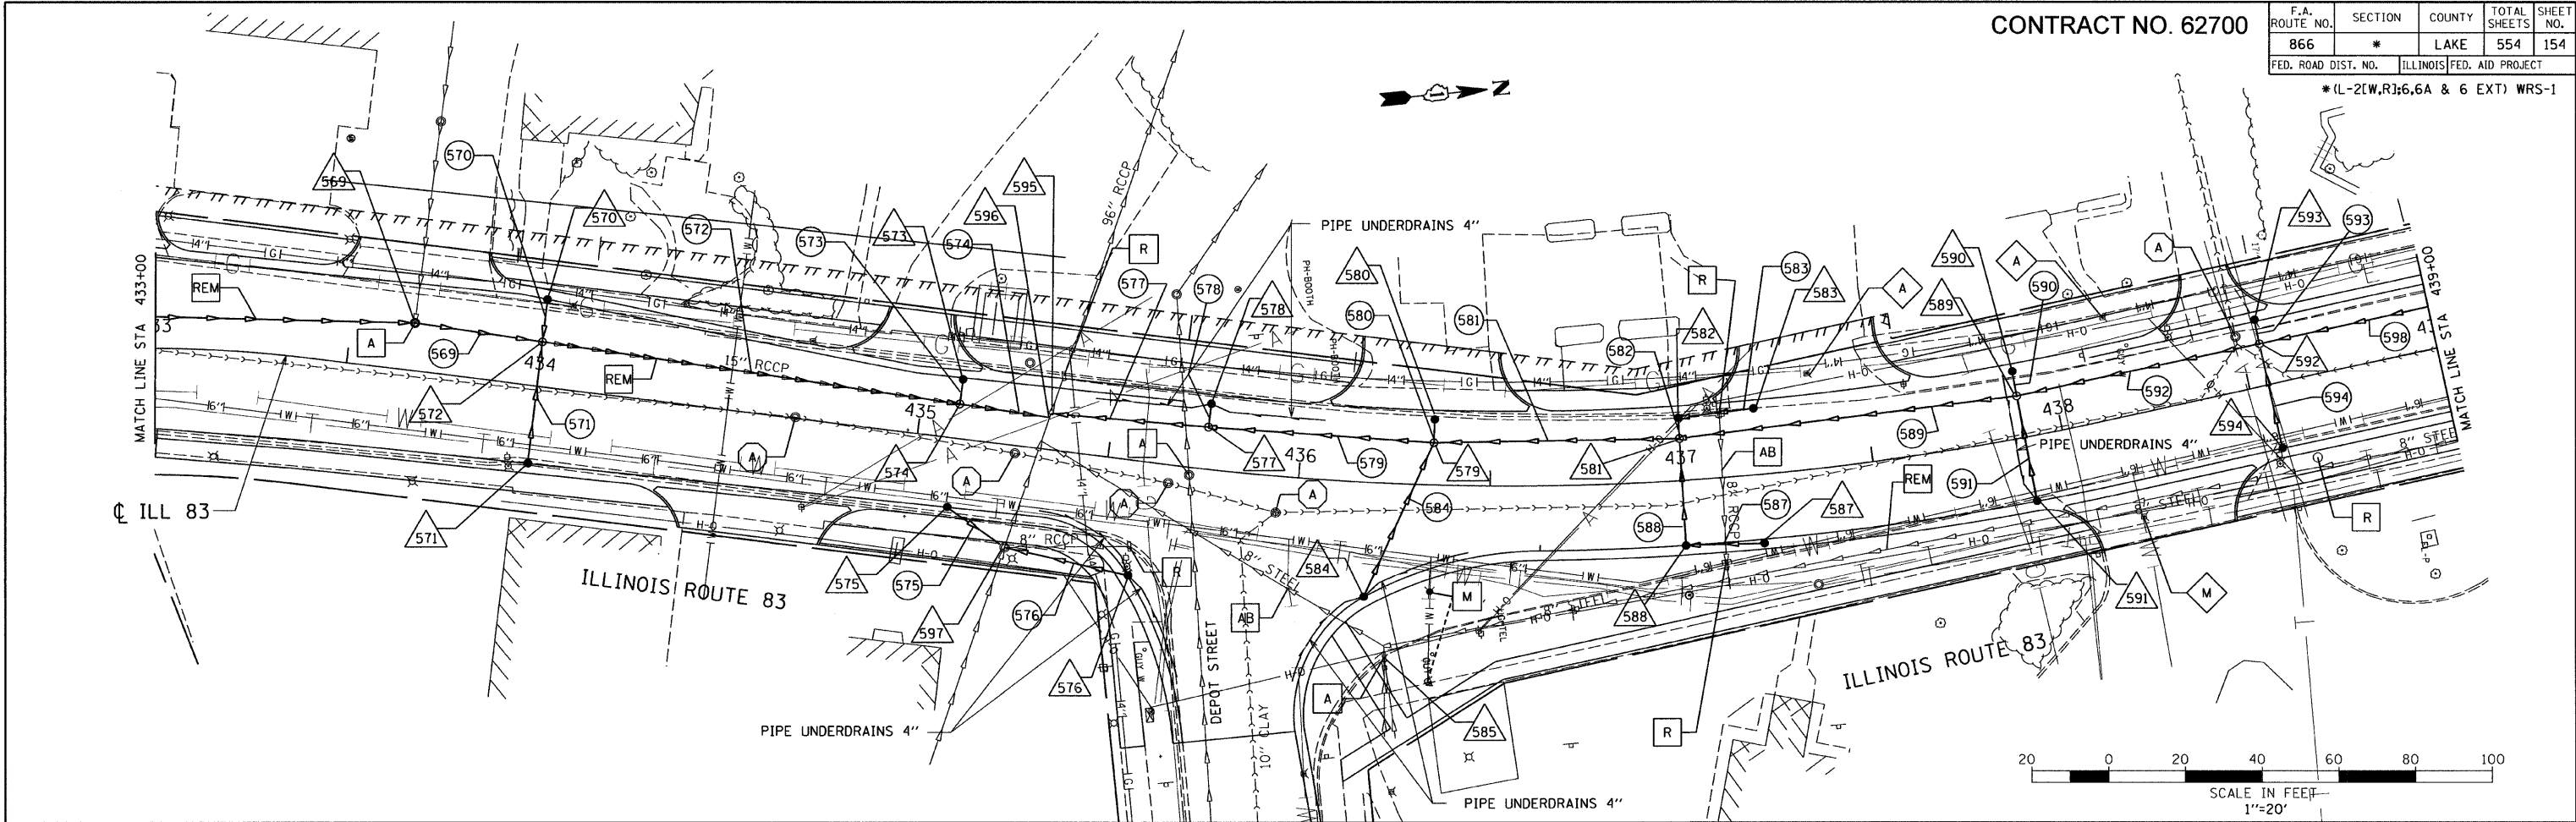 CONTRACT NO. 62700
F.A. ROUTE NO. SECTION COUNTY TOTAL SHEETS SHEET NO.
866 * LAKE 554 154
FED. ROAD DIST. NO. ILLINOIS FED. AID PROJECT
*(L-2[W,R];6,6A & 6 EXT) WRS-1
N
MATCH LINE STA 433+00
REM
A
569
569
570
570
572
573
573
596
574
595
96" RCCP
R
577
578
578
PIPE UNDERDRAINS 4"
PH-BOOTH
580
580
581
582
582
R
583
583
A
590
589
A
590
A
593
593
592
598
MATCH LINE STA 439+00
434
15" RCCP
REM
572
571
435
574
A
A
A
A
A
577
436
579
579
581
437
AB
589
438
592
594
594
PIPE UNDERDRAINS 4"
REM
591
8" STEEL
R
℄ ILL 83
571
575
575
8" RCCP
597
576
576
R
8" STEEL
AB
584
584
M
588
588
587
587
8" RCCP
591
M
ILLINOIS ROUTE 83
ILLINOIS ROUTE 83
DEPOT STREET
10" CLAY
A
585
R
PIPE UNDERDRAINS 4"
PIPE UNDERDRAINS 4"
20 0 20 40 60 80 100
SCALE IN FEET
1"=20'